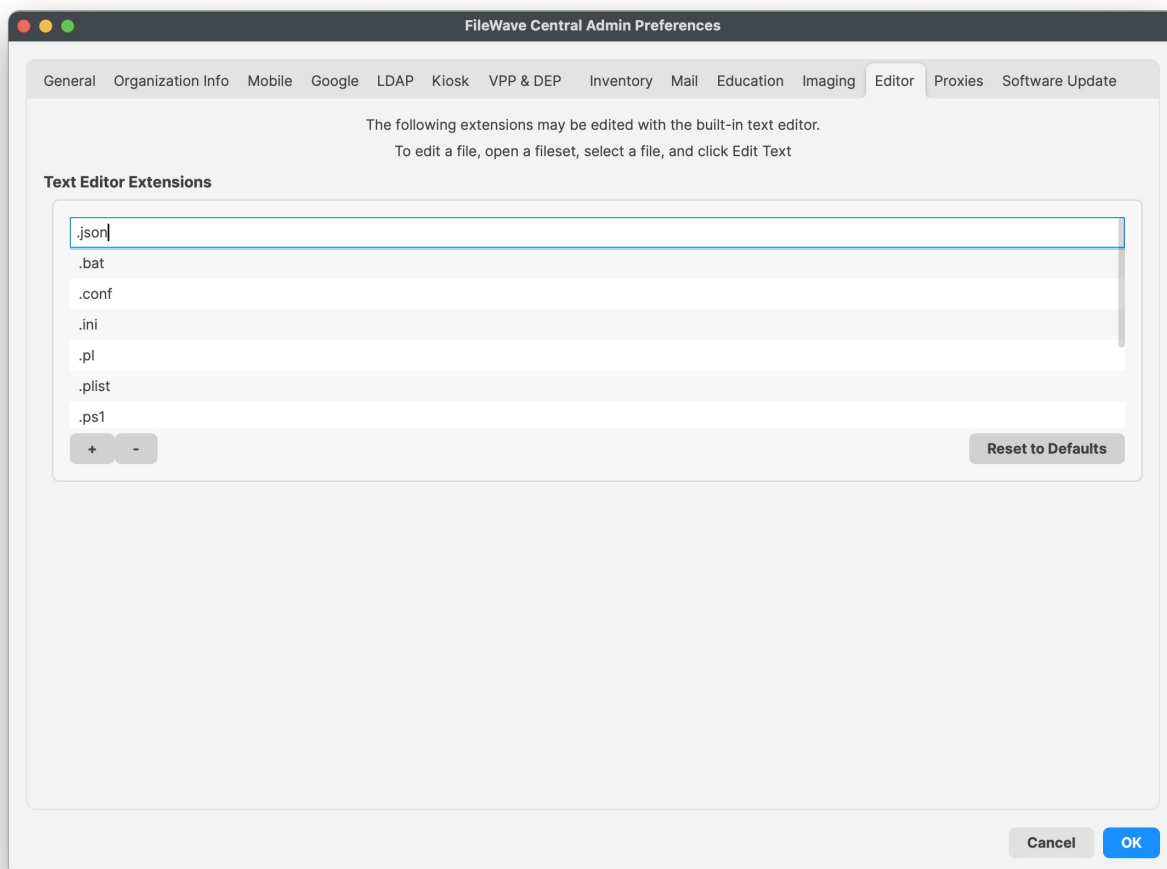 FileWave Central Admin Preferences
General Organization Info Mobile Google LDAP Kiosk VPP & DEP Inventory Mail Education Imaging Editor Proxies Software Update
The following extensions may be edited with the built-in text editor.
To edit a file, open a fileset, select a file, and click Edit Text
Text Editor Extensions
.json
.bat
.conf
.ini
.pl
.plist
.ps1
+ - Reset to Defaults
Cancel OK